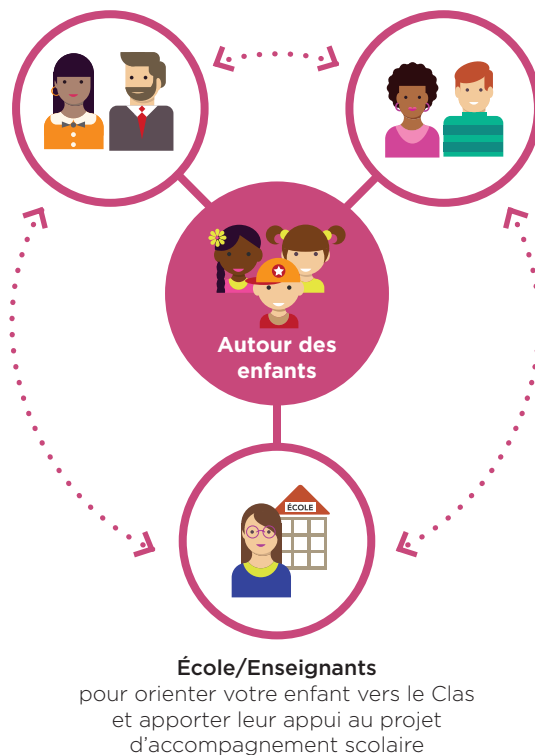 Autour des
enfants
ÉCOLE
École/Enseignants
pour orienter votre enfant vers le Clas
et apporter leur appui au projet
d'accompagnement scolaire